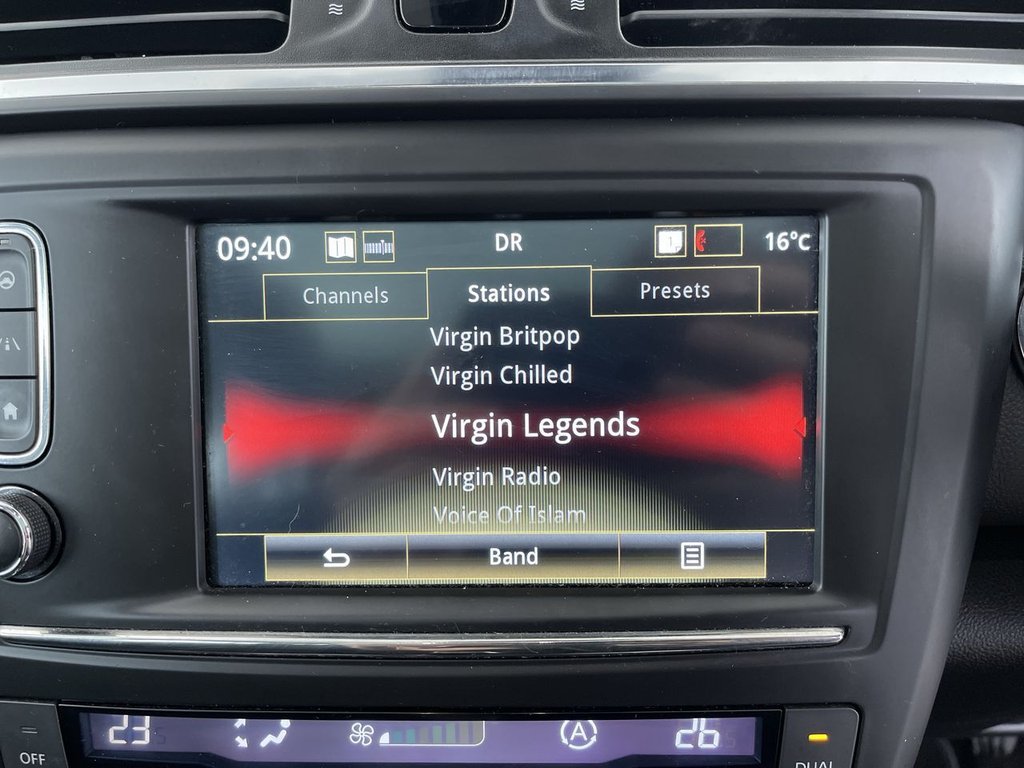 09:40 DR 16°C
Channels Stations Presets
Virgin Britpop
Virgin Chilled
Virgin Legends
Virgin Radio
Voice Of Islam
Band
23 A 26
OFF DUAL